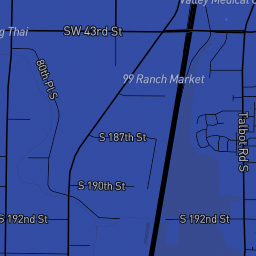 Valley Medical C
SW 43rd St
g Thai
80th Pl S
99 Ranch Market
Talbot Rd S
S 187th St
S 190th St
S 192nd St
S 192nd St